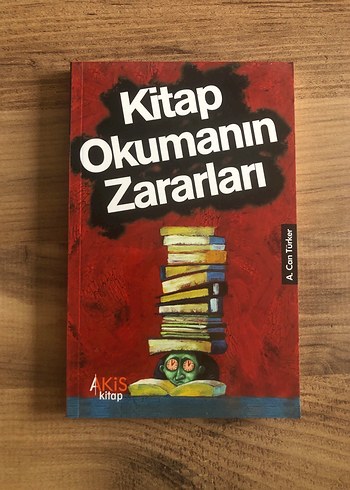 Kitap
Okumanın
Zararları
A. Can Türker
AKİS
kitap